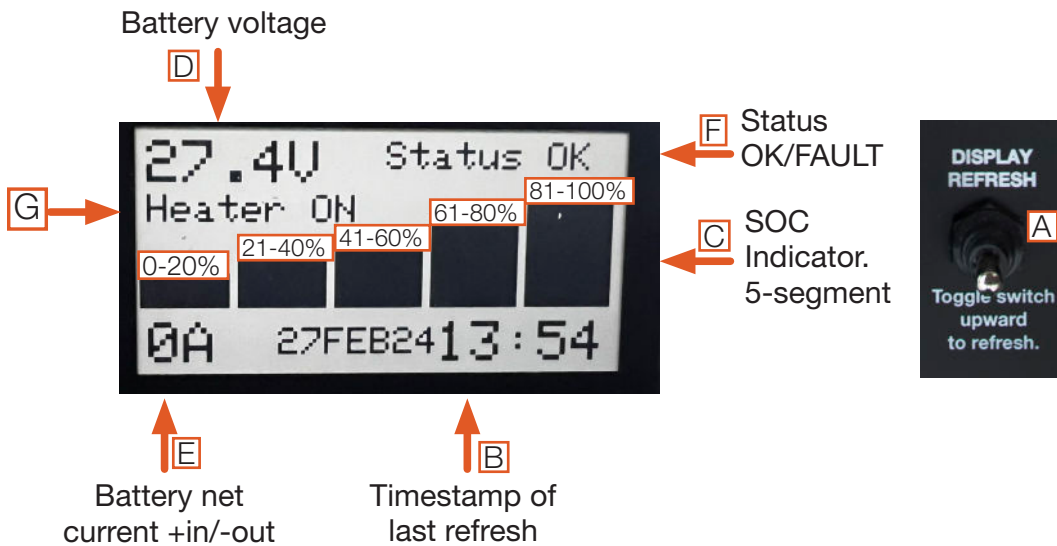 Battery voltage
D
27.4V
Status OK
F
Status
OK/FAULT
G
Heater ON
0-20%
21-40%
41-60%
61-80%
81-100%
C
SOC
Indicator.
5-segment
0A
27FEB24
13:54
E
Battery net
current +in/-out
B
Timestamp of
last refresh
DISPLAY
REFRESH
A
Toggle switch
upward
to refresh.